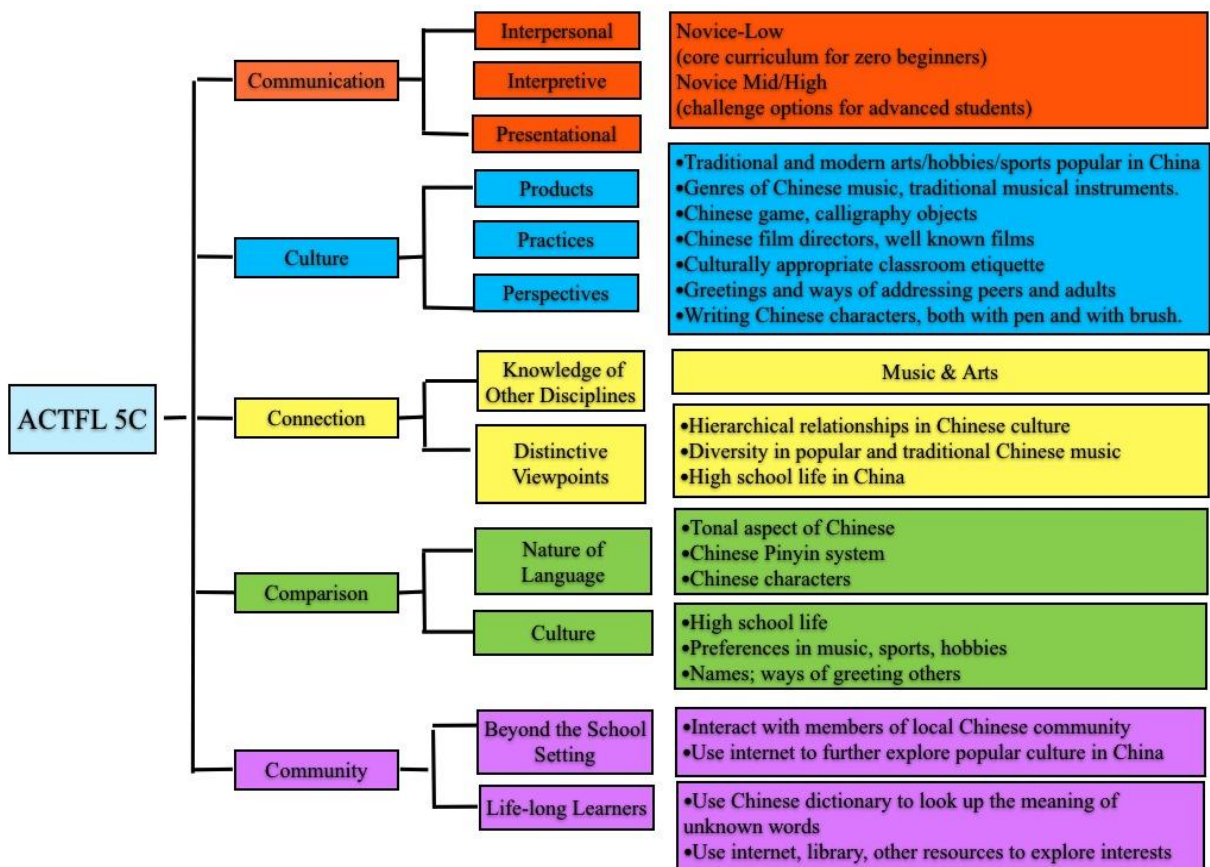 ACTFL 5C
Communication
Interpersonal
Interpretive
Presentational
Novice-Low
(core curriculum for zero beginners)
Novice Mid/High
(challenge options for advanced students)
Culture
Products
Practices
Perspectives
•Traditional and modern arts/hobbies/sports popular in China
•Genres of Chinese music, traditional musical instruments.
•Chinese game, calligraphy objects
•Chinese film directors, well known films
•Culturally appropriate classroom etiquette
•Greetings and ways of addressing peers and adults
•Writing Chinese characters, both with pen and with brush.
Connection
Knowledge of
Other Disciplines
Music & Arts
Distinctive
Viewpoints
•Hierarchical relationships in Chinese culture
•Diversity in popular and traditional Chinese music
•High school life in China
Comparison
Nature of
Language
•Tonal aspect of Chinese
•Chinese Pinyin system
•Chinese characters
Culture
•High school life
•Preferences in music, sports, hobbies
•Names; ways of greeting others
Community
Beyond the School
Setting
•Interact with members of local Chinese community
•Use internet to further explore popular culture in China
Life-long Learners
•Use Chinese dictionary to look up the meaning of
unknown words
•Use internet, library, other resources to explore interests